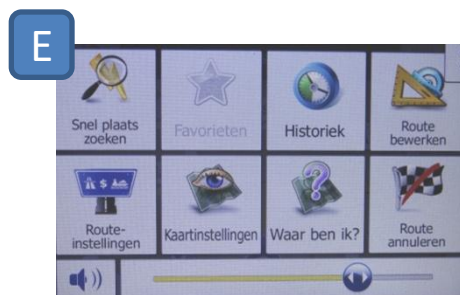 E
Snel plaats
zoeken
Favorieten
Historiek
Route
bewerken
Route-
instellingen
Kaartinstellingen
Waar ben ik?
Route
annuleren